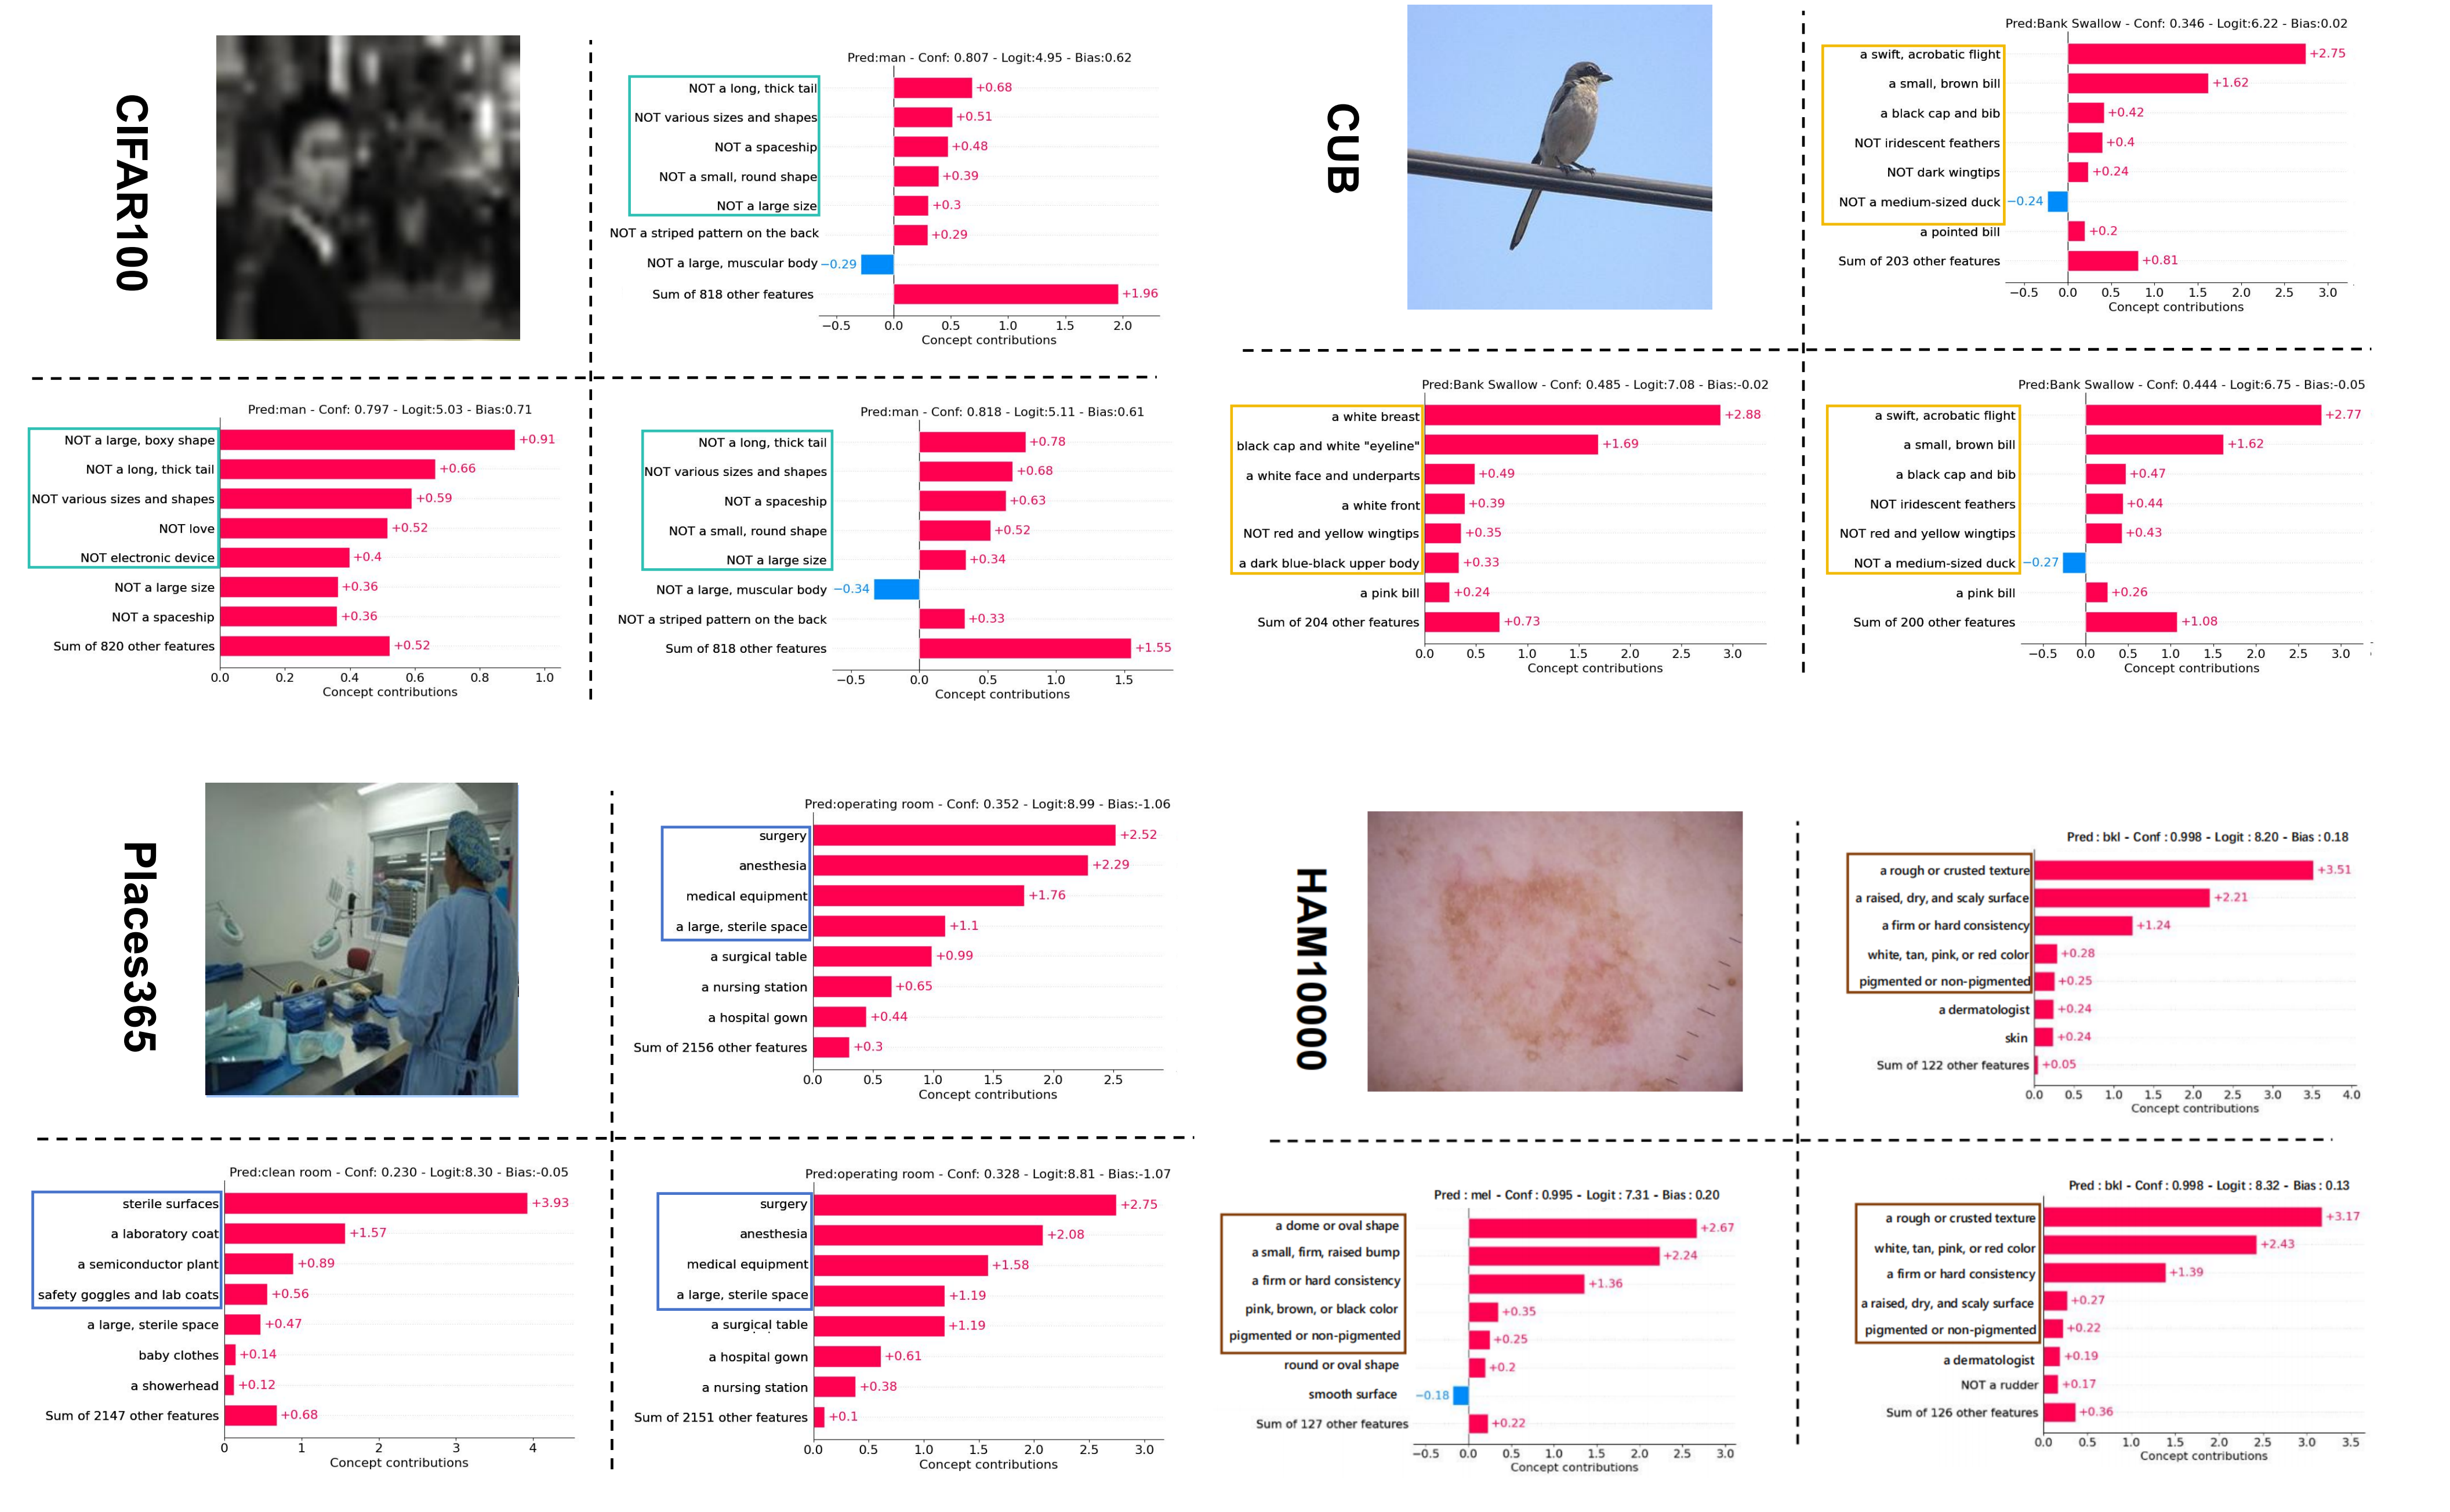 CIFAR100
Pred:man - Conf: 0.807 - Logit:4.95 - Bias:0.62
NOT a long, thick tail +0.68
NOT various sizes and shapes +0.51
NOT a spaceship +0.48
NOT a small, round shape +0.39
NOT a large size +0.3
NOT a striped pattern on the back +0.29
NOT a large, muscular body −0.29
Sum of 818 other features +1.96
−0.5 0.0 0.5 1.0 1.5 2.0
Concept contributions
Pred:man - Conf: 0.797 - Logit:5.03 - Bias:0.71
NOT a large, boxy shape +0.91
NOT a long, thick tail +0.66
NOT various sizes and shapes +0.59
NOT love +0.52
NOT electronic device +0.4
NOT a large size +0.36
NOT a spaceship +0.36
Sum of 820 other features +0.52
0.0 0.2 0.4 0.6 0.8 1.0
Concept contributions
Pred:man - Conf: 0.818 - Logit:5.11 - Bias:0.61
NOT a long, thick tail +0.78
NOT various sizes and shapes +0.68
NOT a spaceship +0.63
NOT a small, round shape +0.52
NOT a large size +0.34
NOT a large, muscular body −0.34
NOT a striped pattern on the back +0.33
Sum of 818 other features +1.55
−0.5 0.0 0.5 1.0 1.5
Concept contributions
CUB
Pred:Bank Swallow - Conf: 0.346 - Logit:6.22 - Bias:0.02
a swift, acrobatic flight +2.75
a small, brown bill +1.62
a black cap and bib +0.42
NOT iridescent feathers +0.4
NOT dark wingtips +0.24
NOT a medium-sized duck −0.24
a pointed bill +0.2
Sum of 203 other features +0.81
−0.5 0.0 0.5 1.0 1.5 2.0 2.5 3.0
Concept contributions
Pred:Bank Swallow - Conf: 0.485 - Logit:7.08 - Bias:-0.02
a white breast +2.88
black cap and white "eyeline" +1.69
a white face and underparts +0.49
a white front +0.39
NOT red and yellow wingtips +0.35
a dark blue-black upper body +0.33
a pink bill +0.24
Sum of 204 other features +0.73
0.0 0.5 1.0 1.5 2.0 2.5 3.0
Concept contributions
Pred:Bank Swallow - Conf: 0.444 - Logit:6.75 - Bias:-0.05
a swift, acrobatic flight +2.77
a small, brown bill +1.62
a black cap and bib +0.47
NOT iridescent feathers +0.44
NOT red and yellow wingtips +0.43
NOT a medium-sized duck −0.27
a pink bill +0.26
Sum of 200 other features +1.08
−0.5 0.0 0.5 1.0 1.5 2.0 2.5 3.0
Concept contributions
Places365
Pred:operating room - Conf: 0.352 - Logit:8.99 - Bias:-1.06
surgery +2.52
anesthesia +2.29
medical equipment +1.76
a large, sterile space +1.1
a surgical table +0.99
a nursing station +0.65
a hospital gown +0.44
Sum of 2156 other features +0.3
0.0 0.5 1.0 1.5 2.0 2.5
Concept contributions
Pred:clean room - Conf: 0.230 - Logit:8.30 - Bias:-0.05
sterile surfaces +3.93
a laboratory coat +1.57
a semiconductor plant +0.89
safety goggles and lab coats +0.56
a large, sterile space +0.47
baby clothes +0.14
a showerhead +0.12
Sum of 2147 other features +0.68
0 1 2 3 4
Concept contributions
Pred:operating room - Conf: 0.328 - Logit:8.81 - Bias:-1.07
surgery +2.75
anesthesia +2.08
medical equipment +1.58
a large, sterile space +1.19
a surgical table +1.19
a hospital gown +0.61
a nursing station +0.38
Sum of 2151 other features +0.1
0.0 0.5 1.0 1.5 2.0 2.5 3.0
Concept contributions
HAM10000
Pred : bkl - Conf : 0.998 - Logit : 8.20 - Bias : 0.18
a rough or crusted texture +3.51
a raised, dry, and scaly surface +2.21
a firm or hard consistency +1.24
white, tan, pink, or red color +0.28
pigmented or non-pigmented +0.25
a dermatologist +0.24
skin +0.24
Sum of 122 other features +0.05
0.0 0.5 1.0 1.5 2.0 2.5 3.0 3.5 4.0
Concept contributions
Pred : mel - Conf : 0.995 - Logit : 7.31 - Bias : 0.20
a dome or oval shape +2.67
a small, firm, raised bump +2.24
a firm or hard consistency +1.36
pink, brown, or black color +0.35
pigmented or non-pigmented +0.25
round or oval shape +0.2
smooth surface −0.18
Sum of 127 other features +0.22
−0.5 0.0 0.5 1.0 1.5 2.0 2.5 3.0
Concept contributions
Pred : bkl - Conf : 0.998 - Logit : 8.32 - Bias : 0.13
a rough or crusted texture +3.17
white, tan, pink, or red color +2.43
a firm or hard consistency +1.39
a raised, dry, and scaly surface +0.27
pigmented or non-pigmented +0.22
a dermatologist +0.19
NOT a rudder +0.17
Sum of 126 other features +0.36
0.0 0.5 1.0 1.5 2.0 2.5 3.0 3.5
Concept contributions